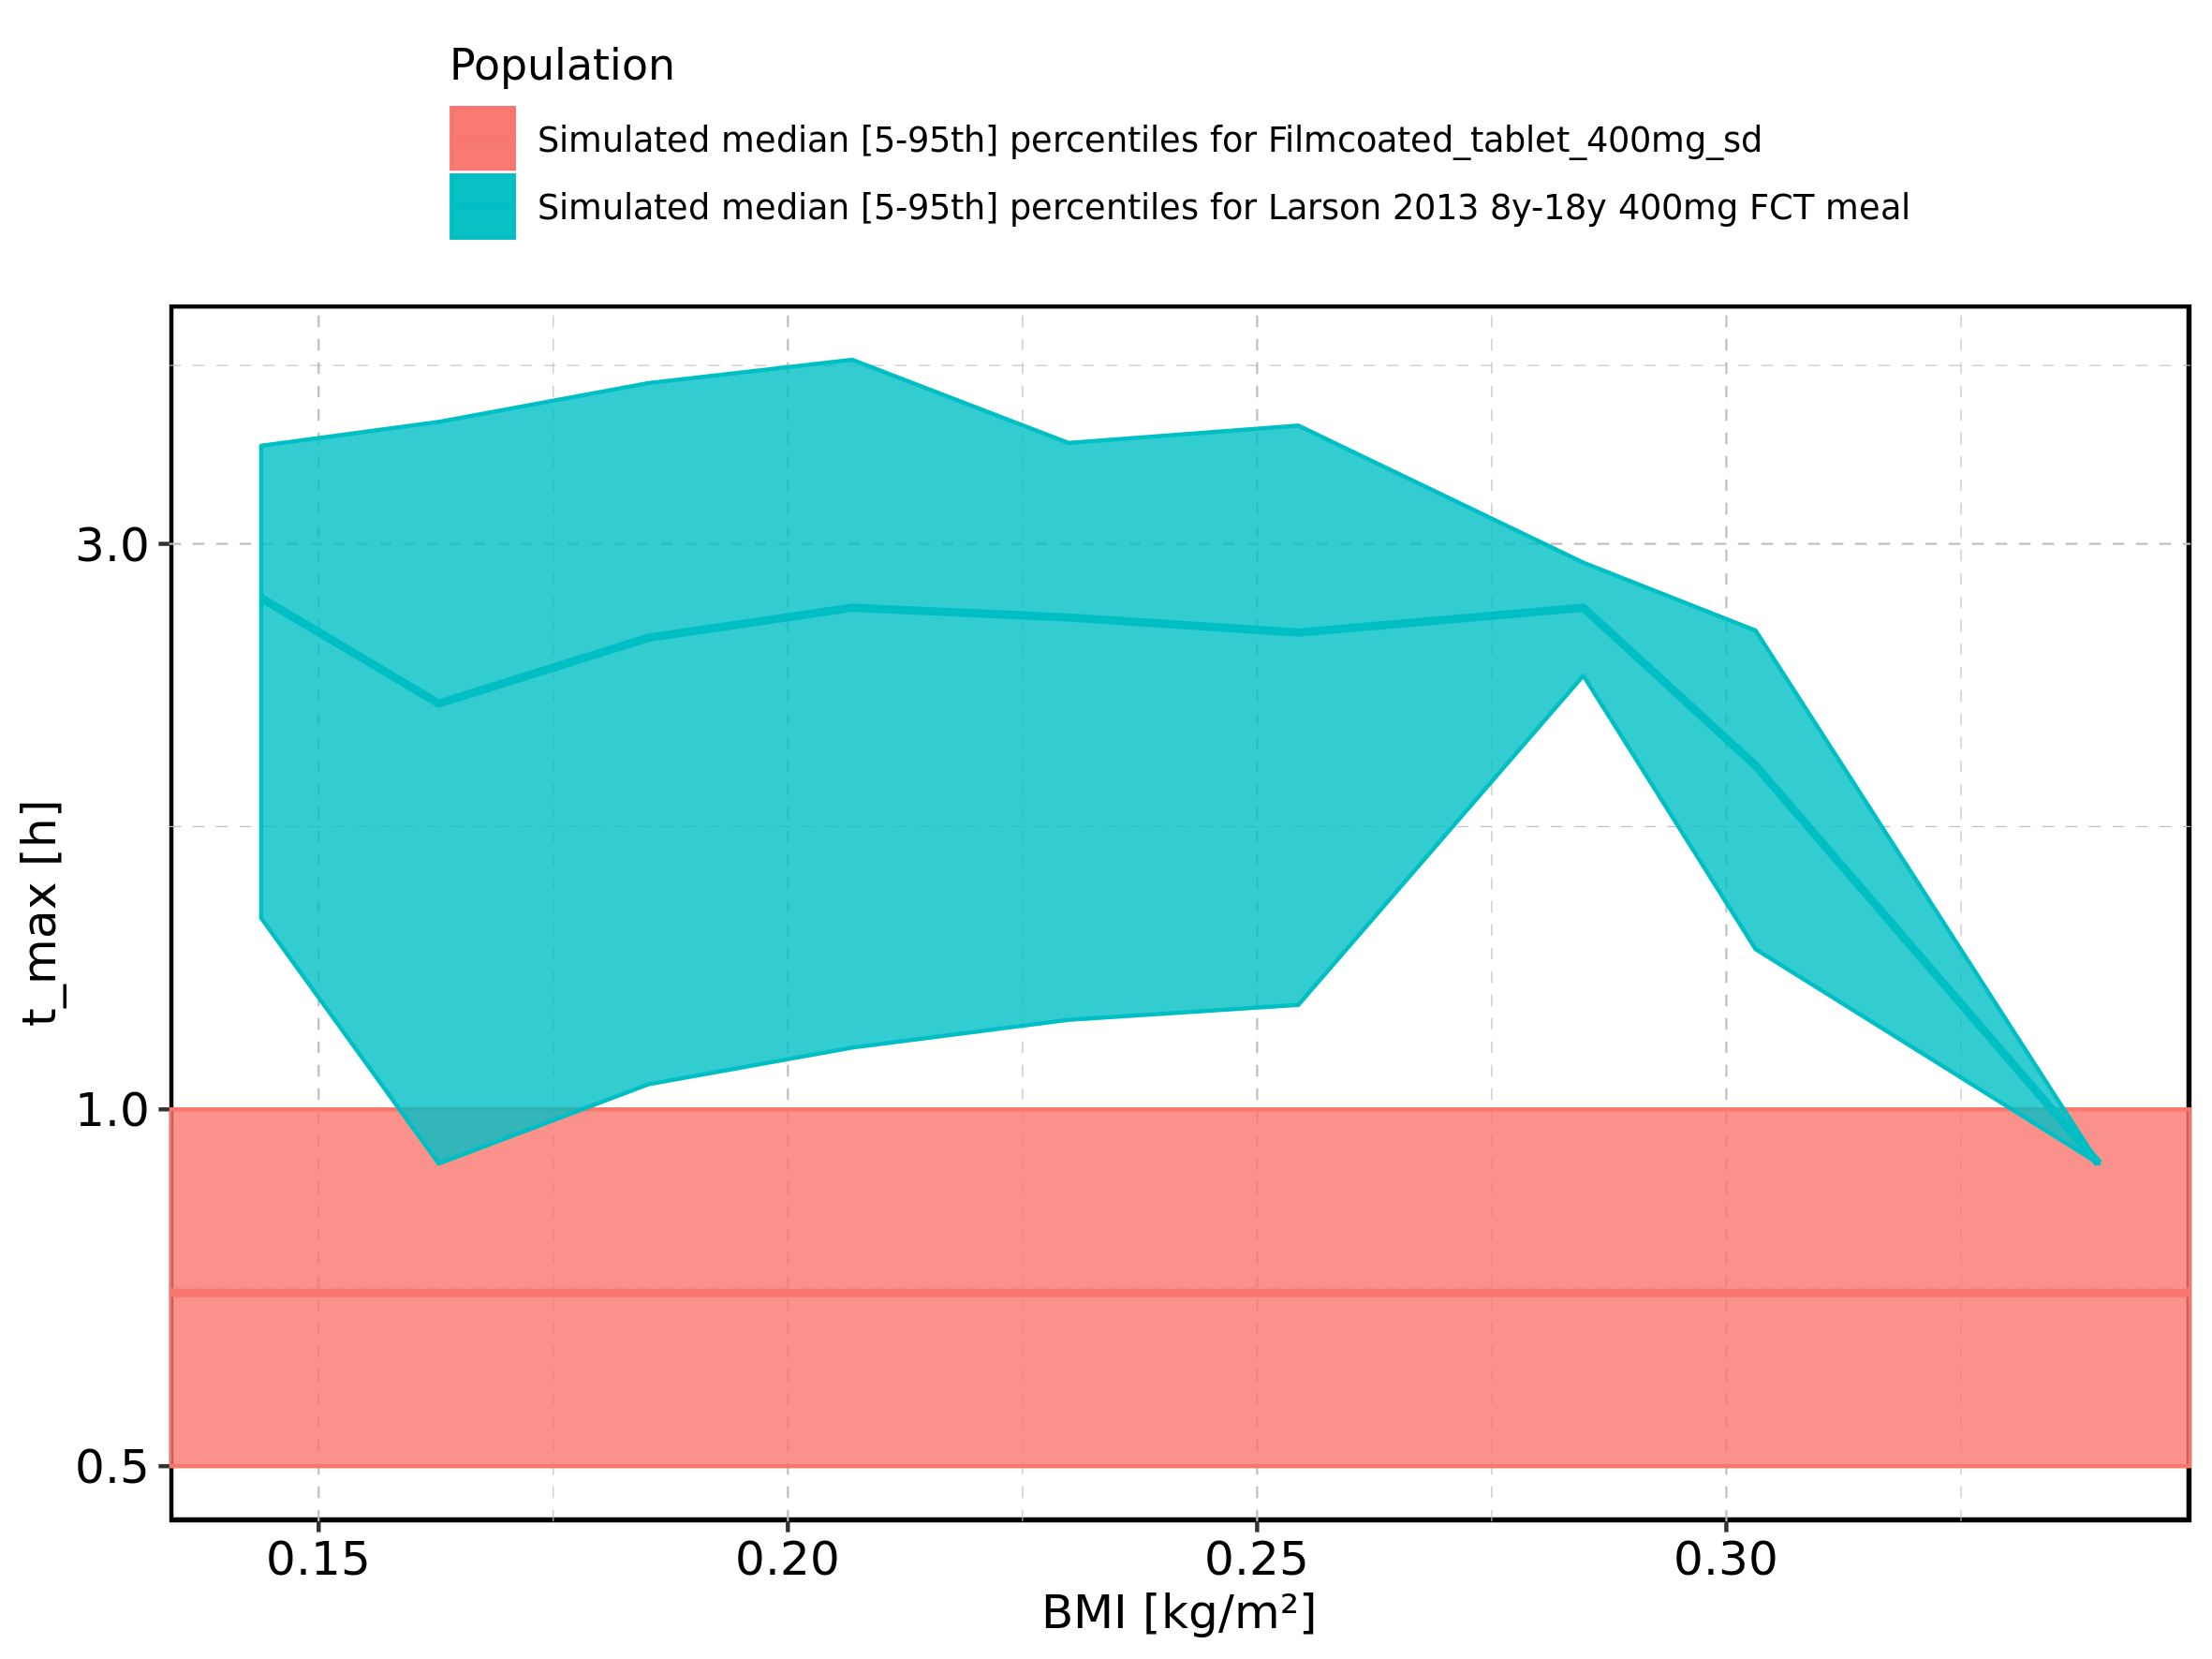 Population
Simulated median [5-95th] percentiles for Filmcoated_tablet_400mg_sd
Simulated median [5-95th] percentiles for Larson 2013 8y-18y 400mg FCT meal
t_max [h]
3.0
1.0
0.5
0.15 0.20 0.25 0.30
BMI [kg/m²]